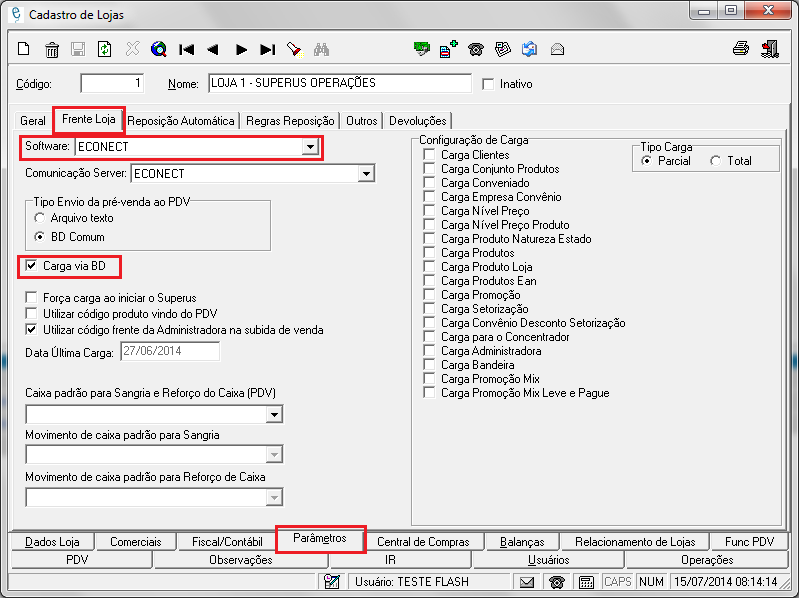 Cadastro de Lojas
Código: 1 Nome: LOJA 1 - SUPERUS OPERAÇÕES Inativo
Geral Frente Loja Reposição Automática Regras Reposição Outros Devoluções
Software: ECONECT
Comunicação Server: ECONECT
Tipo Envio da pré-venda ao PDV
Arquivo texto
BD Comum
Carga via BD
Força carga ao iniciar o Superus
Utilizar código produto vindo do PDV
Utilizar código frente da Administradora na subida de venda
Data Última Carga: 27/06/2014
Caixa padrão para Sangria e Reforço do Caixa (PDV)
Movimento de caixa padrão para Sangria
Movimento de caixa padrão para Reforço de Caixa
Configuração de Carga
Carga Clientes
Carga Conjunto Produtos
Carga Conveniado
Carga Empresa Convênio
Carga Nível Preço
Carga Nível Preço Produto
Carga Produto Natureza Estado
Carga Produtos
Carga Produto Loja
Carga Produtos Ean
Carga Promoção
Carga Setorização
Carga Convênio Desconto Setorização
Carga para o Concentrador
Carga Administradora
Carga Bandeira
Carga Promoção Mix
Carga Promoção Mix Leve e Pague
Tipo Carga
Parcial Total
Dados Loja Comerciais Fiscal/Contábil Parâmetros Central de Compras Balanças Relacionamento de Lojas Func PDV
PDV Observações IR Usuários Operações
Usuário: TESTE FLASH CAPS NUM 15/07/2014 08:14:14